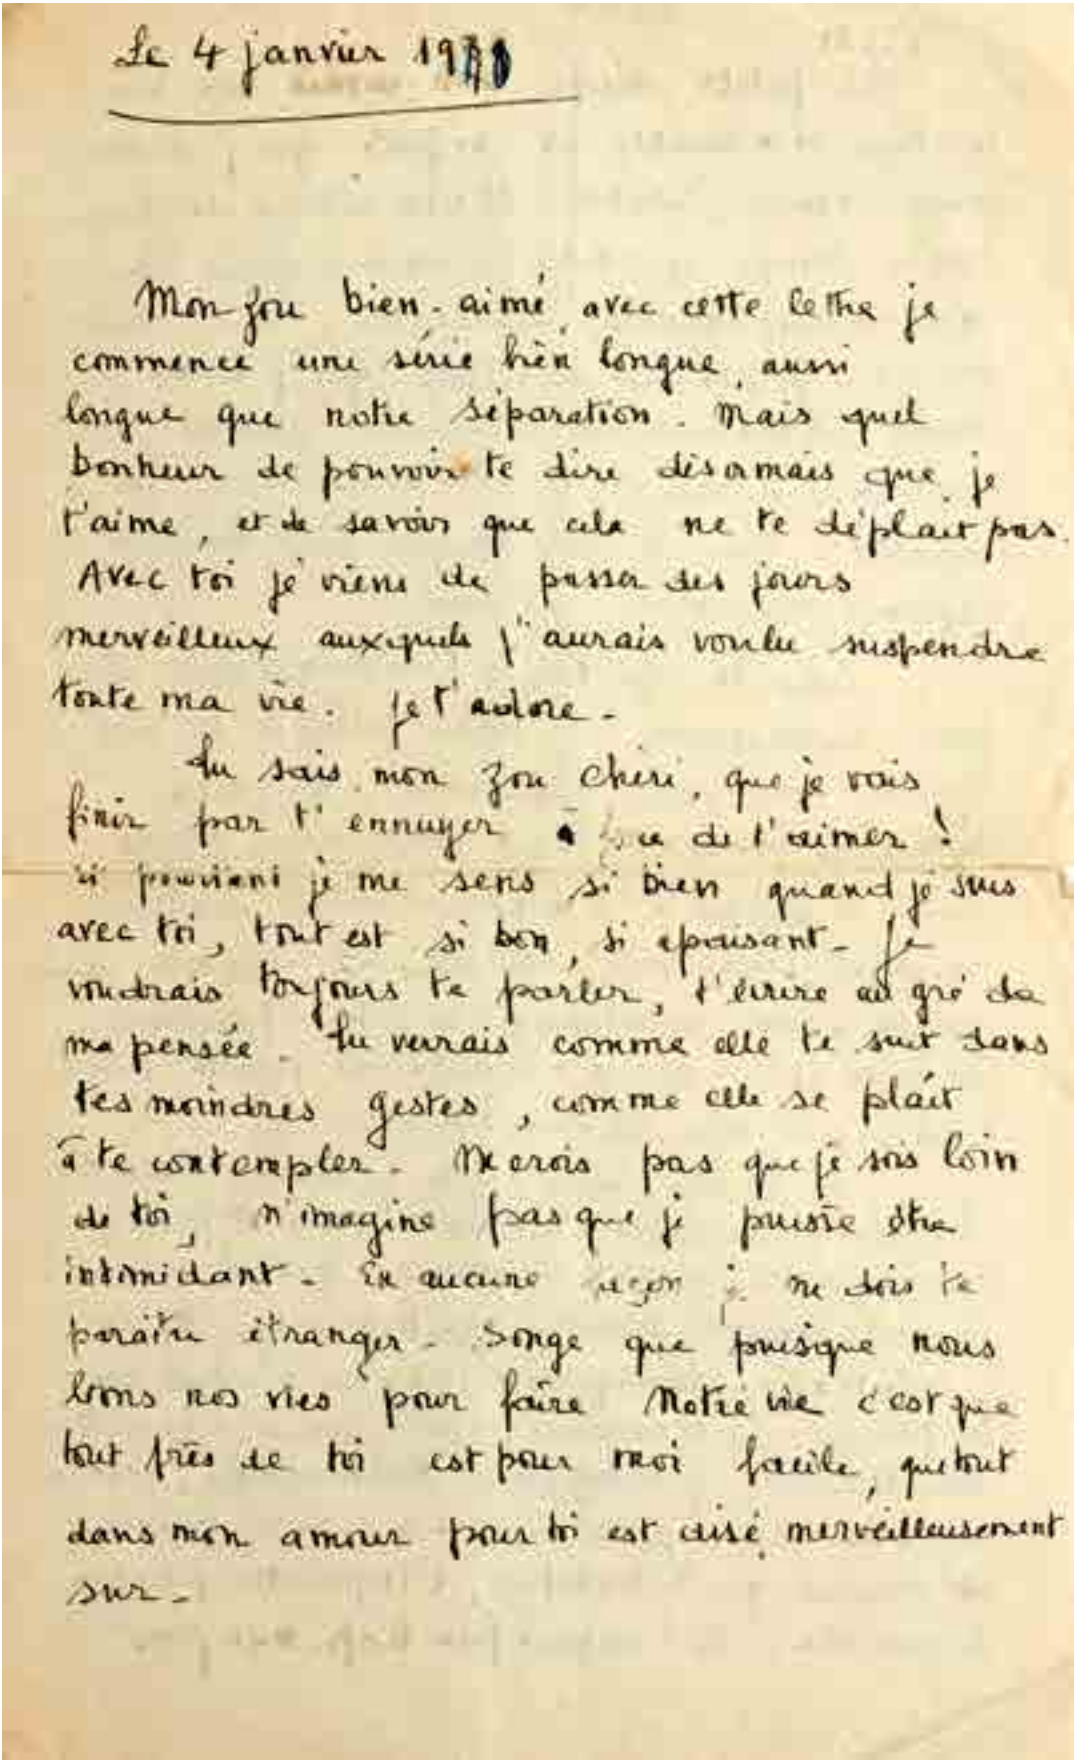 Le 4 janvier 19
Mon Zou bien-aimé, avec cette lettre je
commence une série bien longue, aussi
longue que notre séparation. Mais quel
bonheur de pouvoir te dire désormais que je
t'aime, et de savoir que cela ne te déplait pas.
Avec toi je viens de passer des jours
merveilleux auxquels j'aurais voulu suspendre
toute ma vie. Je t'adore -
Tu sais, mon Zou cheri, que je vais
finir par t'ennuyer à de t'aimer !
je me sens si bien quand je suis
avec toi, tout est si bon, si apaisant - Je
voudrais toujours te parler, t'écrire au gré de
ma pensée - Tu verrais comme elle te suit dans
tes moindres gestes, comme elle se plaît
à te contempler - Ne crois pas que je sois loin
de toi, n'imagine pas que je puisse être
intimidant - En aucune façon je ne dois te
paraître étranger - Songe que puisque nous
lions nos vies pour faire Notre vie c'est que
tout près de toi est pour moi facile, que tout
dans mon amour pour toi est aisé, merveilleusement
sur -